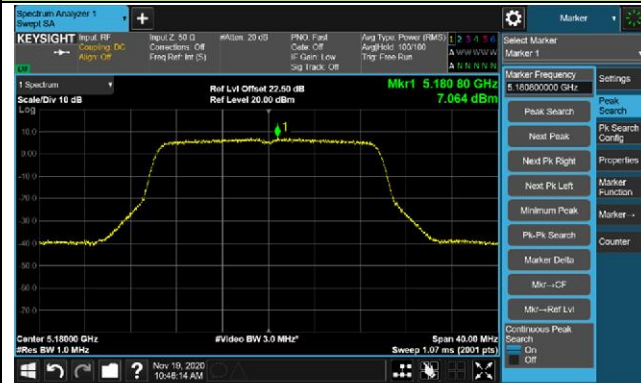 Spectrum Analyzer 1
Swept SA
+
Marker
KEYSIGHT
Input: RF
Coupling: DC
Align: Off
Input Z: 50 Ω
Corrections: Off
Freq Ref: Int (S)
#Atten: 20 dB
PNO: Fast
Gate: Off
IF Gain: Low
Sig Track: Off
Avg Type: Power (RMS)
Avg|Hold: 100/100
Trig: Free Run
1 2 3 4 5 6
A W W W W W
A N N N N N
LXI
Select Marker
Marker 1
1 Spectrum
Scale/Div 10 dB
Log
Ref Lvl Offset 22.50 dB
Ref Level 20.00 dBm
Mkr1 5.180 80 GHz
7.064 dBm
1
10.0
0.00
-10.0
-20.0
-30.0
-40.0
-50.0
-60.0
-70.0
Center 5.18000 GHz
#Res BW 1.0 MHz
#Video BW 3.0 MHz*
Span 40.00 MHz
Sweep 1.07 ms (2001 pts)
Marker Frequency
5.180800000 GHz
Peak Search
Next Peak
Next Pk Right
Next Pk Left
Minimum Peak
Pk-Pk Search
Marker Delta
Mkr→CF
Mkr→Ref Lvl
Continuous Peak
Search
On
Off
Settings
Peak
Search
Pk Search
Config
Properties
Marker
Function
Marker→
Counter
?
Nov 19, 2020
10:46:14 AM